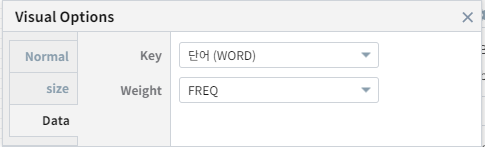 Visual Options
Normal
size
Data
Key
단어 (WORD)
Weight
FREQ